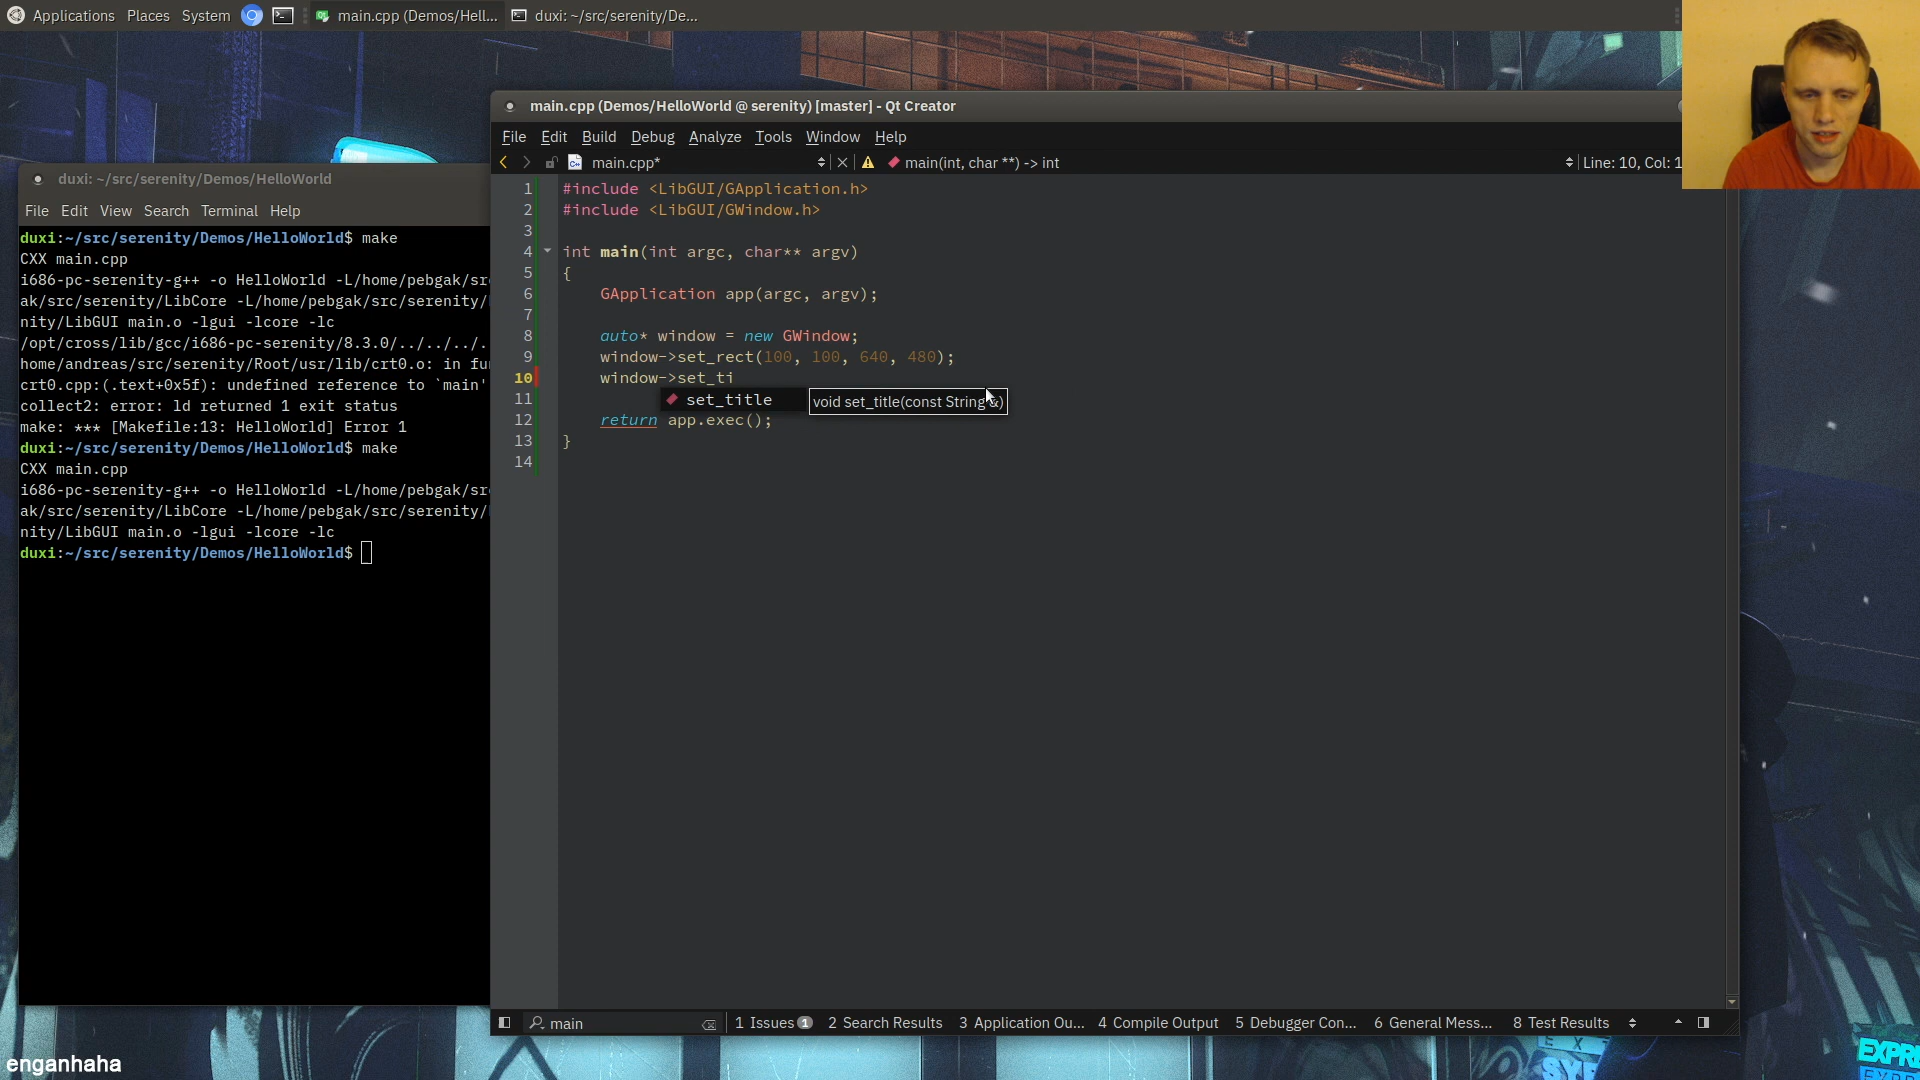 Applications Places System main.cpp (Demos/Hell... duxi: ~/src/serenity/De...
main.cpp (Demos/HelloWorld @ serenity) [master] - Qt Creator
File Edit Build Debug Analyze Tools Window Help
main.cpp* main(int, char **) -> int Line: 10, Col: 1
1 #include <LibGUI/GApplication.h>
2 #include <LibGUI/GWindow.h>
3
4 int main(int argc, char** argv)
5 {
6 GApplication app(argc, argv);
7
8 auto* window = new GWindow;
9 window->set_rect(100, 100, 640, 480);
10 window->set_ti
11 set_title void set_title(const String &)
12 return app.exec();
13 }
14
main 1 Issues 1 2 Search Results 3 Application Ou... 4 Compile Output 5 Debugger Con... 6 General Mess... 8 Test Results
duxi: ~/src/serenity/Demos/HelloWorld
File Edit View Search Terminal Help
duxi:~/src/serenity/Demos/HelloWorld$ make
CXX main.cpp
i686-pc-serenity-g++ -o HelloWorld -L/home/pebgak/sr
ak/src/serenity/LibCore -L/home/pebgak/src/serenity/
nity/LibGUI main.o -lgui -lcore -lc
/opt/cross/lib/gcc/i686-pc-serenity/8.3.0/../../../.
home/andreas/src/serenity/Root/usr/lib/crt0.o: in fu
crt0.cpp:(.text+0x5f): undefined reference to `main'
collect2: error: ld returned 1 exit status
make: *** [Makefile:13: HelloWorld] Error 1
duxi:~/src/serenity/Demos/HelloWorld$ make
CXX main.cpp
i686-pc-serenity-g++ -o HelloWorld -L/home/pebgak/sr
ak/src/serenity/LibCore -L/home/pebgak/src/serenity/
nity/LibGUI main.o -lgui -lcore -lc
duxi:~/src/serenity/Demos/HelloWorld$
enganhaha